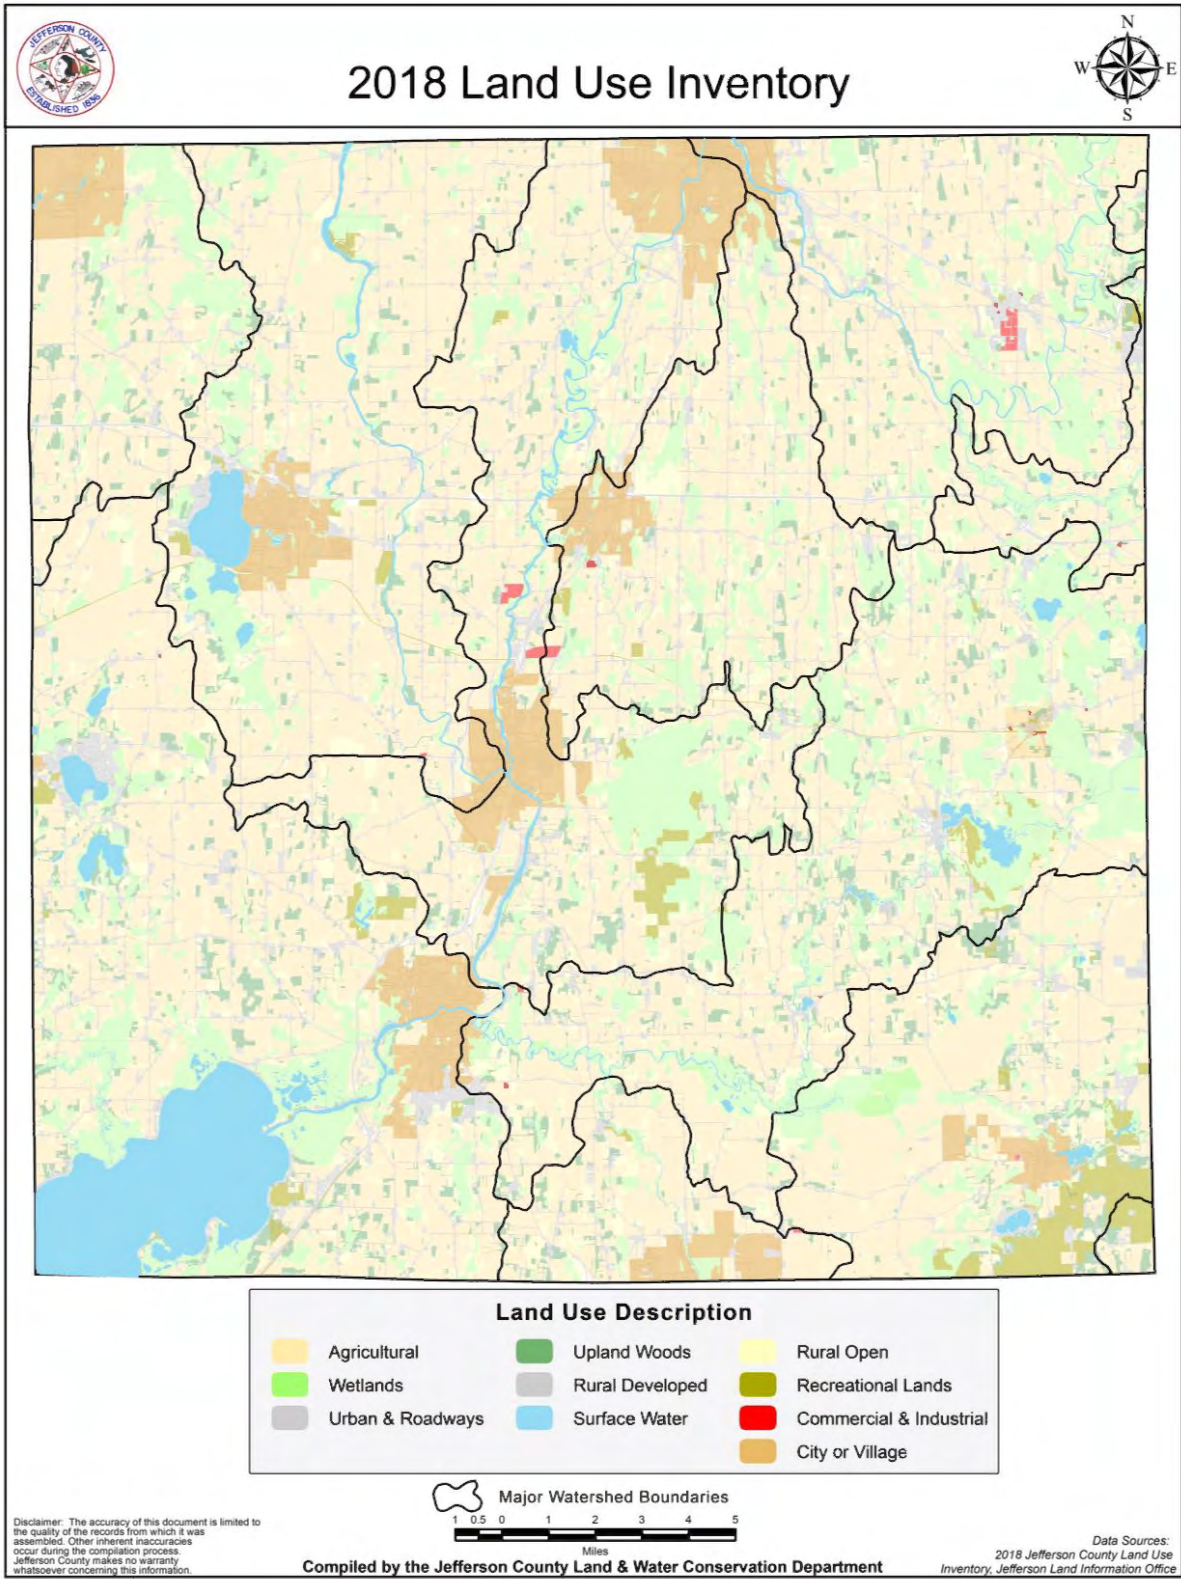 JEFFERSON COUNTY
ESTABLISHED 1836
2018 Land Use Inventory
N
W
E
S
Land Use Description
Agricultural
Upland Woods
Rural Open
Wetlands
Rural Developed
Recreational Lands
Urban & Roadways
Surface Water
Commercial & Industrial
City or Village
Major Watershed Boundaries
1 0.5 0 1 2 3 4 5
Miles
Disclaimer: The accuracy of this document is limited to
the quality of the records from which it was
assembled. Other inherent inaccuracies
occur during the compilation process.
Jefferson County makes no warranty
whatsoever concerning this information.
Compiled by the Jefferson County Land & Water Conservation Department
Data Sources:
2018 Jefferson County Land Use
Inventory, Jefferson Land Information Office